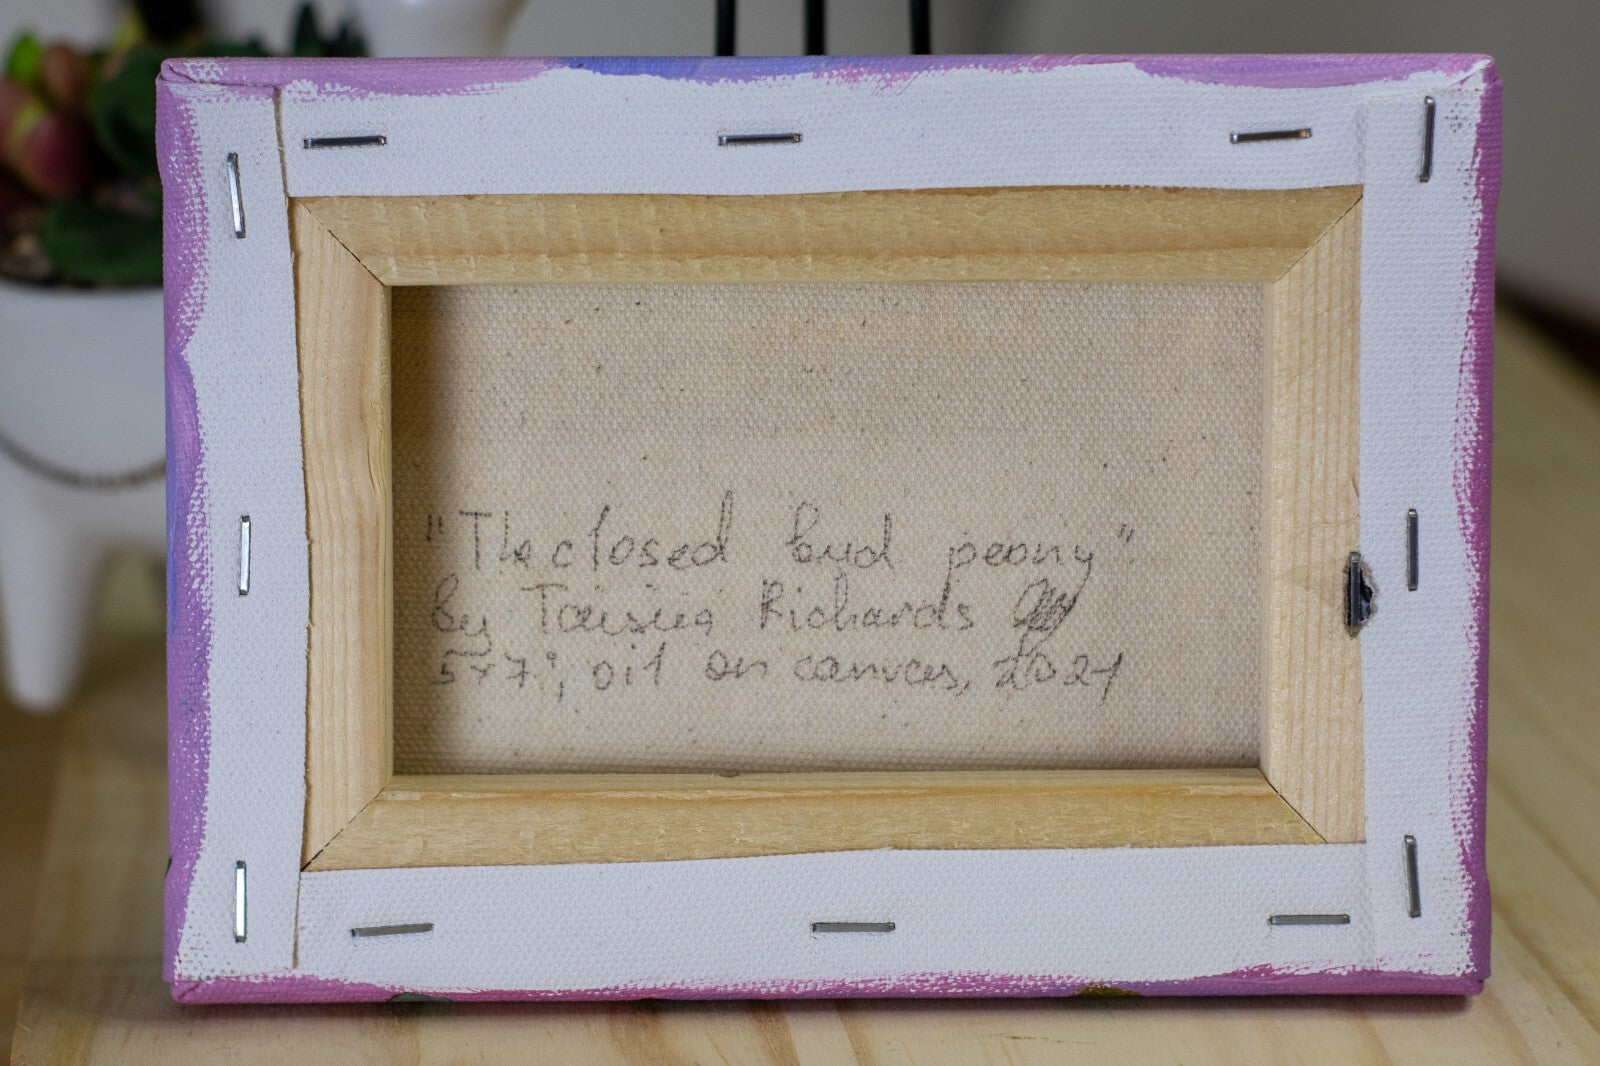 "The closed bud peony"
by Taisiia Richards
5x7", oil on canvas, 2021